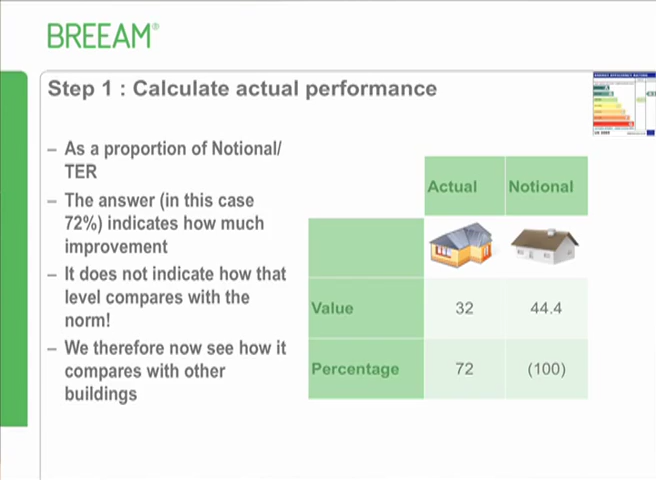 BREEAM®
Step 1 : Calculate actual performance
– As a proportion of Notional/
TER
– The answer (in this case
72%) indicates how much
improvement
– It does not indicate how that
level compares with the
norm!
– We therefore now see how it
compares with other
buildings
Actual Notional
Value 32 44.4
Percentage 72 (100)